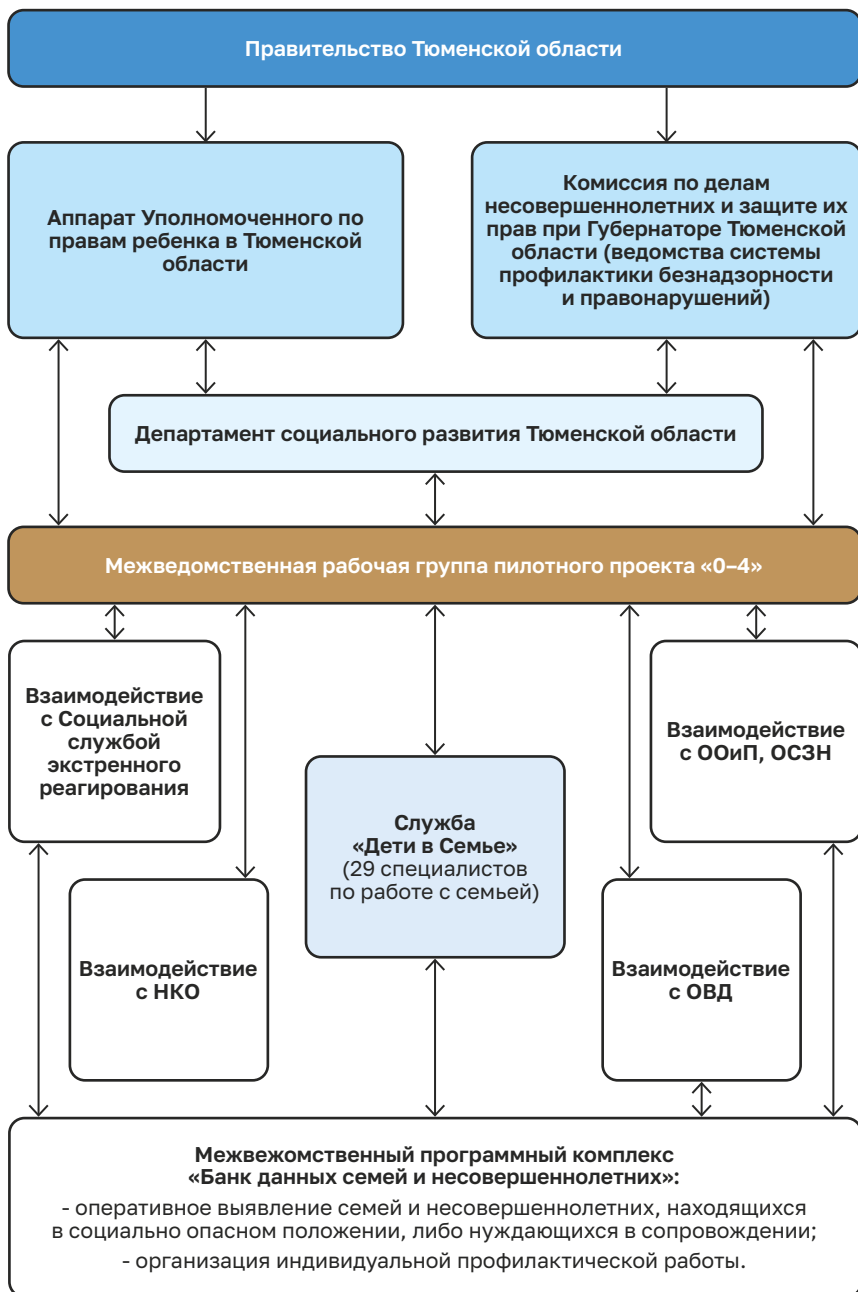 Правительство Тюменской области
Аппарат Уполномоченного по
правам ребенка в Тюменской
области
Комиссия по делам
несовершеннолетних и защите их
прав при Губернаторе Тюменской
области (ведомства системы
профилактики безнадзорности
и правонарушений)
Департамент социального развития Тюменской области
Межведомственная рабочая группа пилотного проекта «0–4»
Взаимодействие
с Социальной
службой
экстренного
реагирования
Взаимодействие
с ООиП, ОСЗН
Служба
«Дети в Семье»
(29 специалистов
по работе с семьей)
Взаимодействие
с НКО
Взаимодействие
с ОВД
Межвежомственный программный комплекс
«Банк данных семей и несовершеннолетних»:
- оперативное выявление семей и несовершеннолетних, находящихся
в социально опасном положении, либо нуждающихся в сопровождении;
- организация индивидуальной профилактической работы.